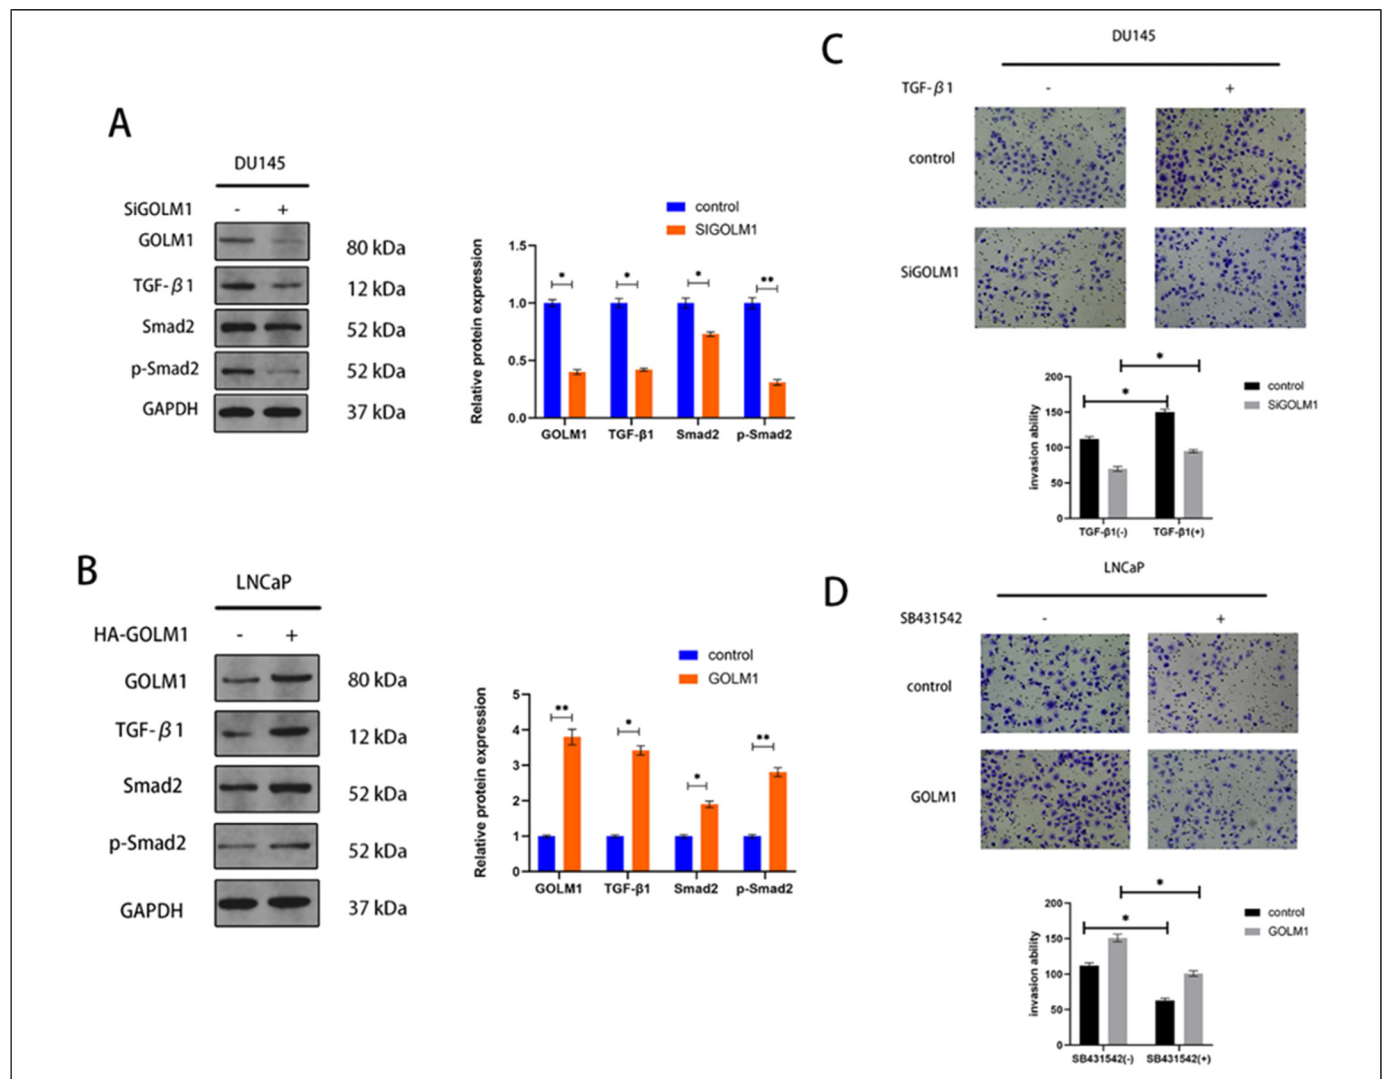 A
DU145
SiGOLM1 - +
GOLM1 80 kDa
TGF-β1 12 kDa
Smad2 52 kDa
p-Smad2 52 kDa
GAPDH 37 kDa
control
SIGOLM1
Relative protein expression
1.5
1.0
0.5
0.0
* * * **
GOLM1 TGF-β1 Smad2 p-Smad2
B
LNCaP
HA-GOLM1 - +
GOLM1 80 kDa
TGF-β1 12 kDa
Smad2 52 kDa
p-Smad2 52 kDa
GAPDH 37 kDa
control
GOLM1
Relative protein expression
5
4
3
2
1
0
** * * **
GOLM1 TGF-β1 Smad2 p-Smad2
C
DU145
TGF-β1 - +
control
SiGOLM1
invasion ability
200
150
100
50
0
*
*
control
SiGOLM1
TGF-β1(-) TGF-β1(+)
D
LNCaP
SB431542 - +
control
GOLM1
invasion ability
200
150
100
50
0
*
*
control
GOLM1
SB431542(-) SB431542(+)